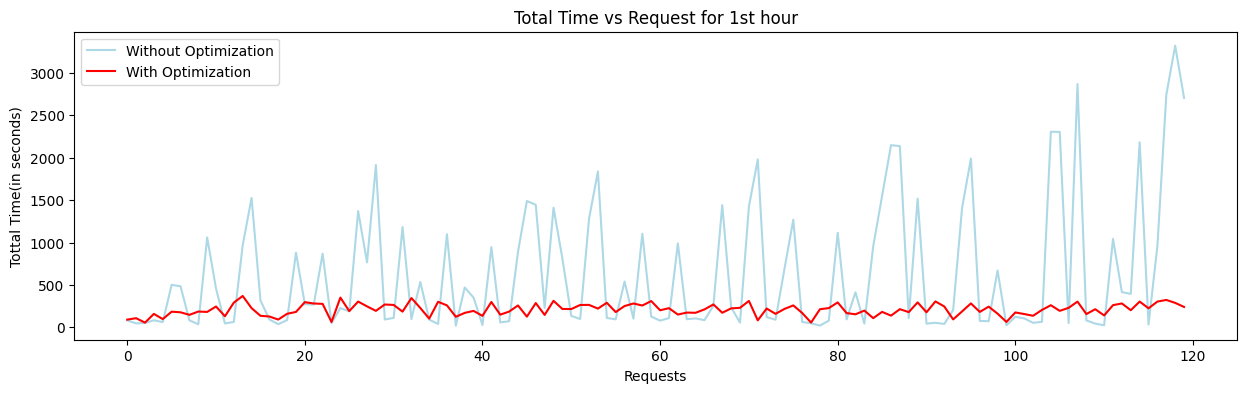 Total Time vs Request for 1st hour
Without Optimization
With Optimization
Tottal Time(in seconds)
3000
2500
2000
1500
1000
500
0
0 20 40 60 80 100 120
Requests